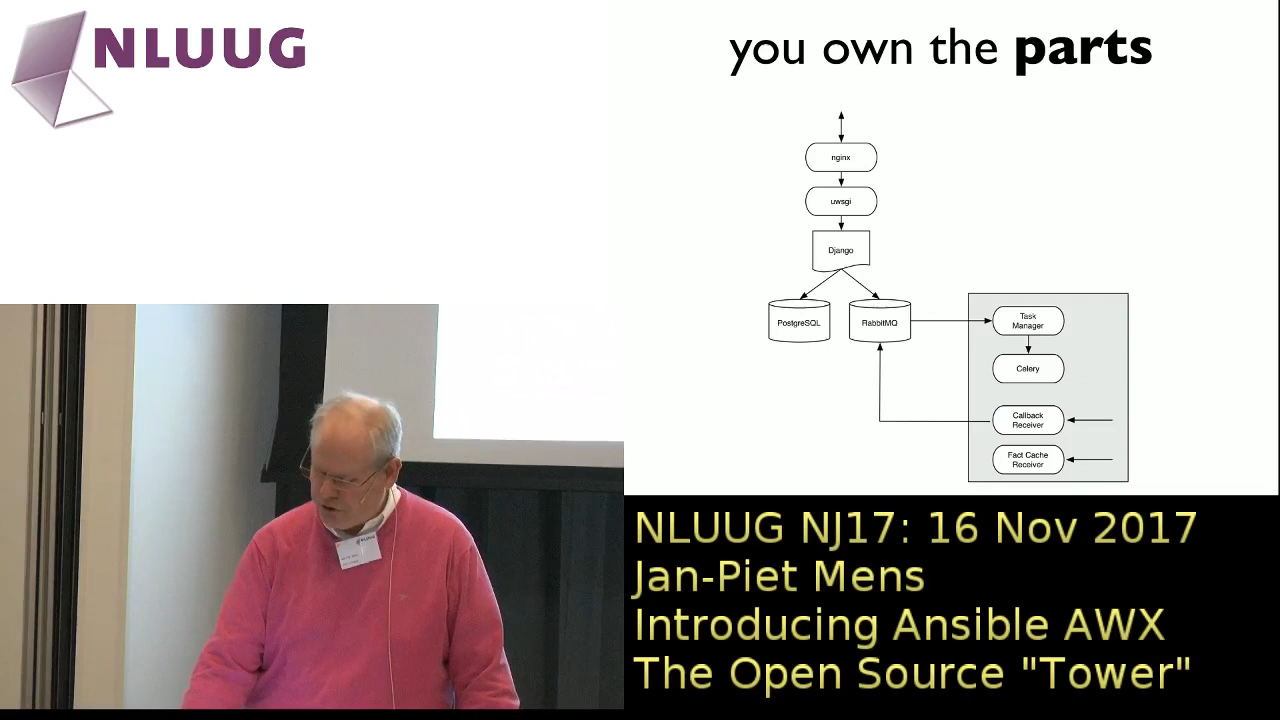 NLUUG
you own the parts
nginx
uwsgi
Django
PostgreSQL
RabbitMQ
Task
Manager
Celery
Callback
Receiver
Fact Cache
Receiver
NLUUG
NLUUG NJ17: 16 Nov 2017
Jan-Piet Mens
Introducing Ansible AWX
The Open Source "Tower"